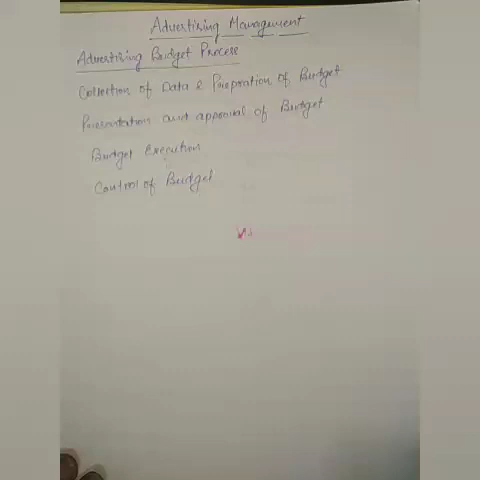 Advertising Management
Advertising Budget Process
Collection of Data & Prepration of Budget
Presentation and approval of Budget
Budget Execution
Control of Budget